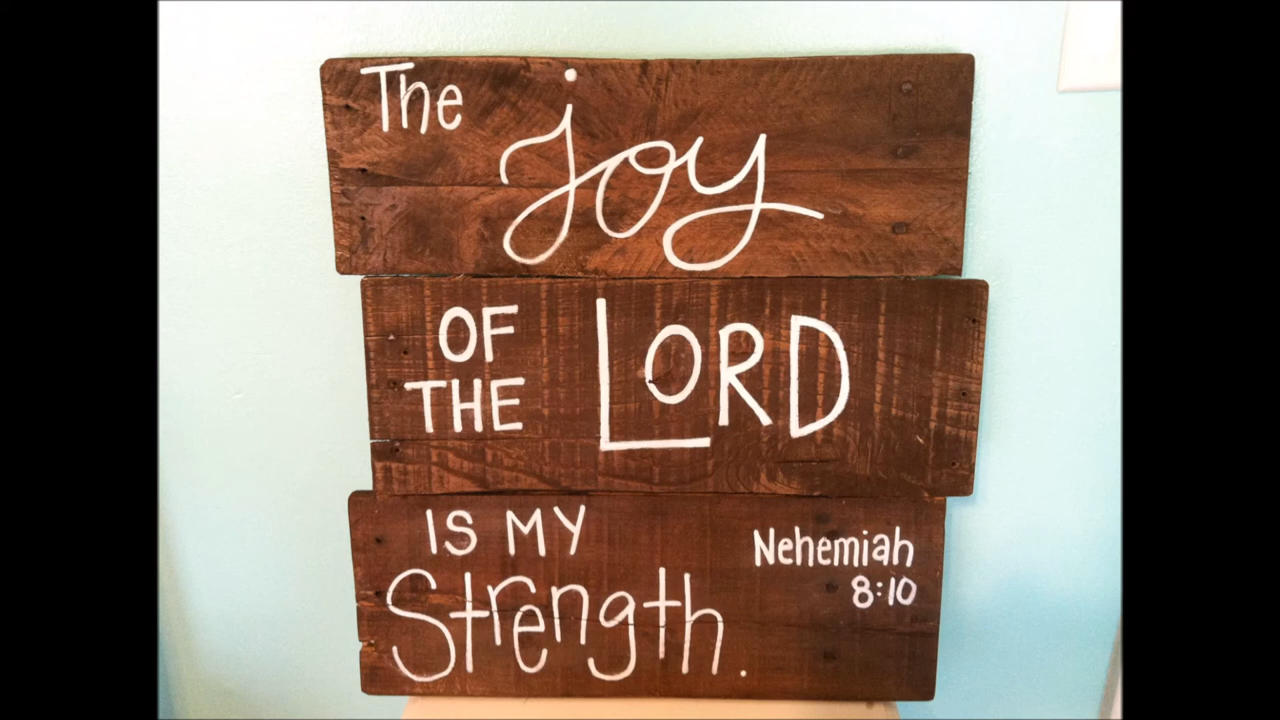 The
joy
OF
THE LORD
IS MY
Strength.
Nehemiah
8:10